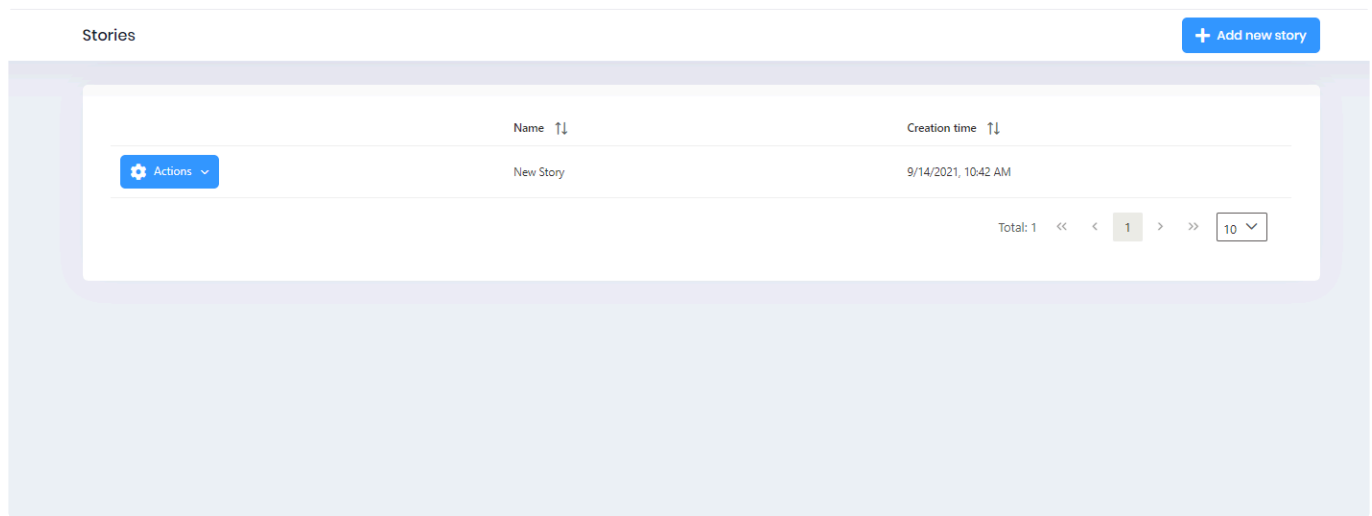 Stories
Add new story
Name Creation time
Actions New Story 9/14/2021, 10:42 AM
Total: 1 << < 1 > >> 10